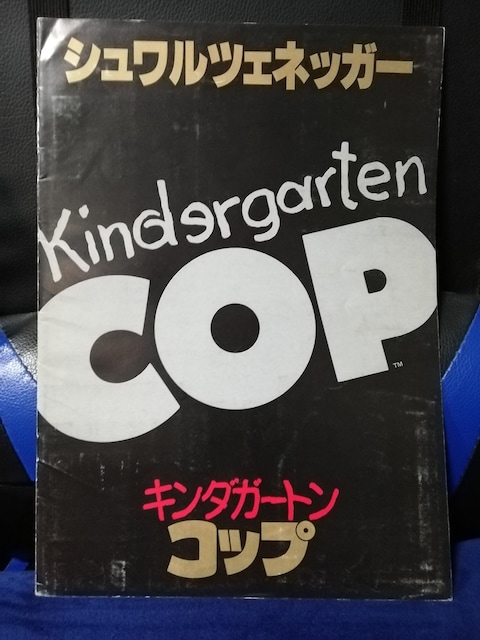 シュワルツェネッガー
Kindergarten
COP
TM
キンダガートン
コップ